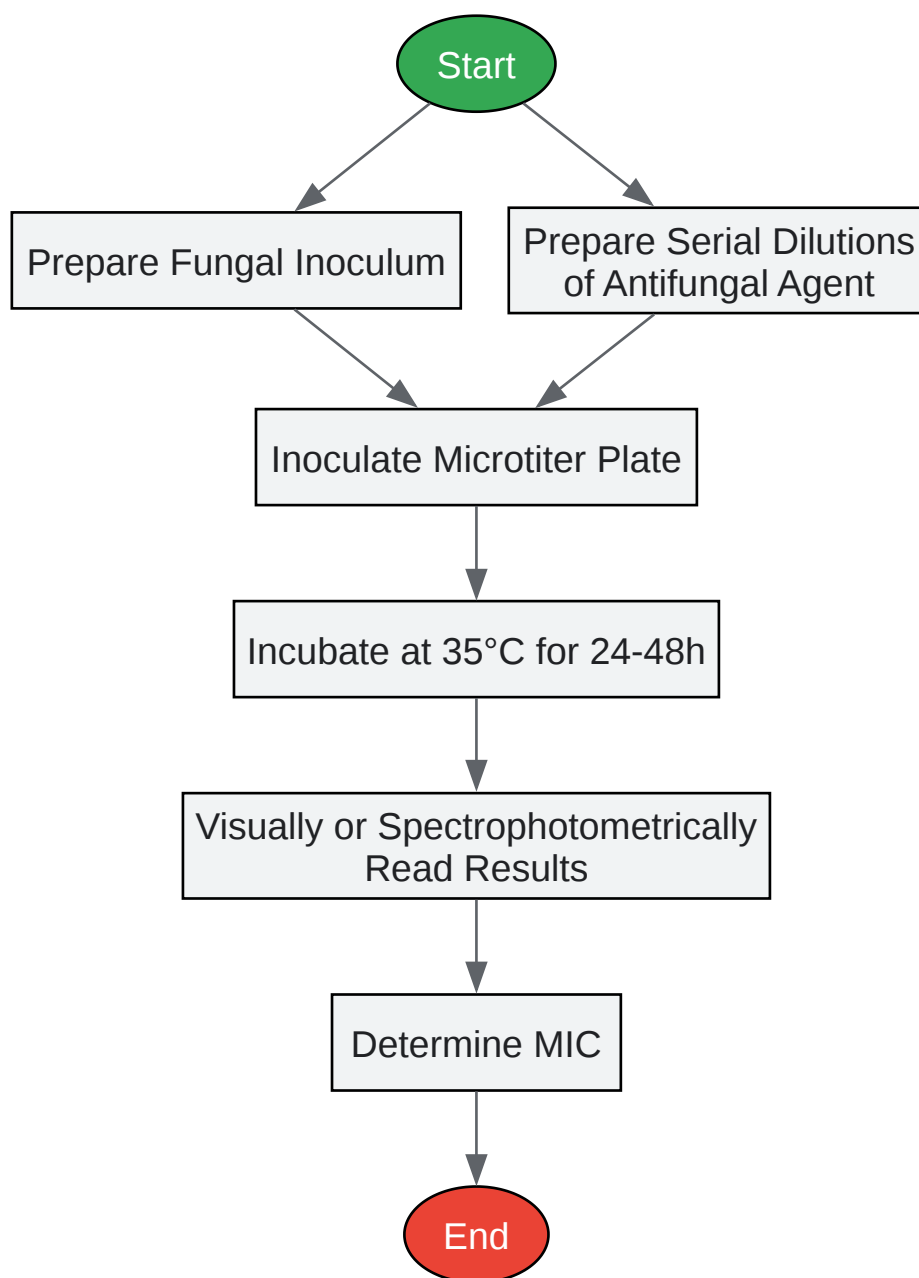 Start
Prepare Fungal Inoculum
Prepare Serial Dilutions
of Antifungal Agent
Inoculate Microtiter Plate
Incubate at 35°C for 24-48h
Visually or Spectrophotometrically
Read Results
Determine MIC
End